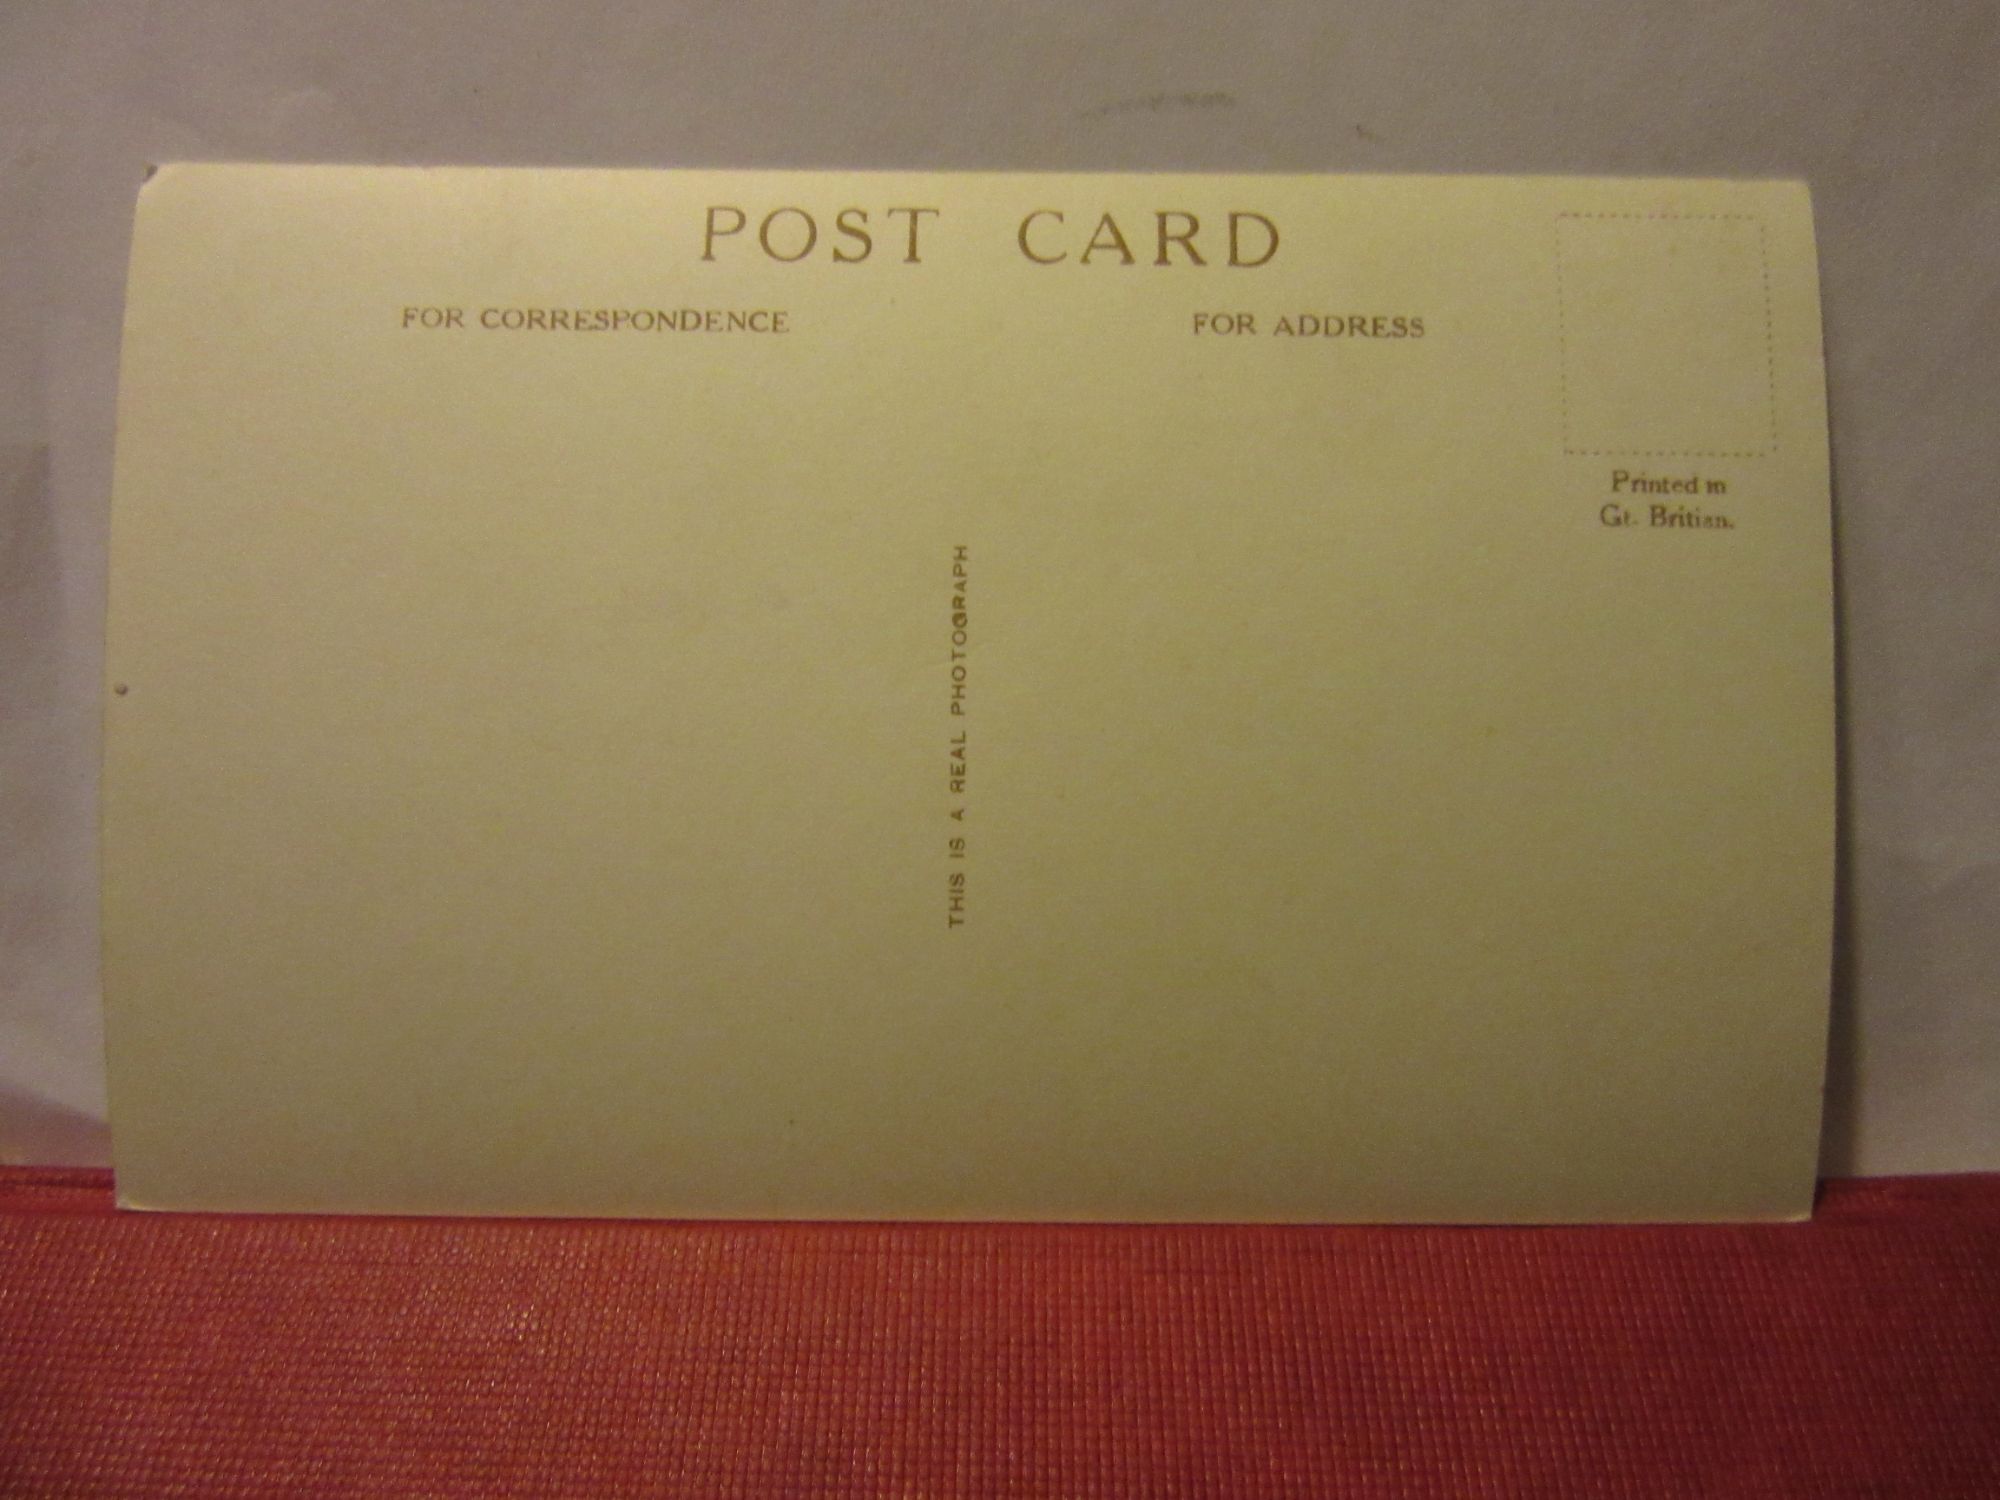 POST CARD
FOR CORRESPONDENCE
FOR ADDRESS
Printed in
Gt. Britian.
THIS IS A REAL PHOTOGRAPH